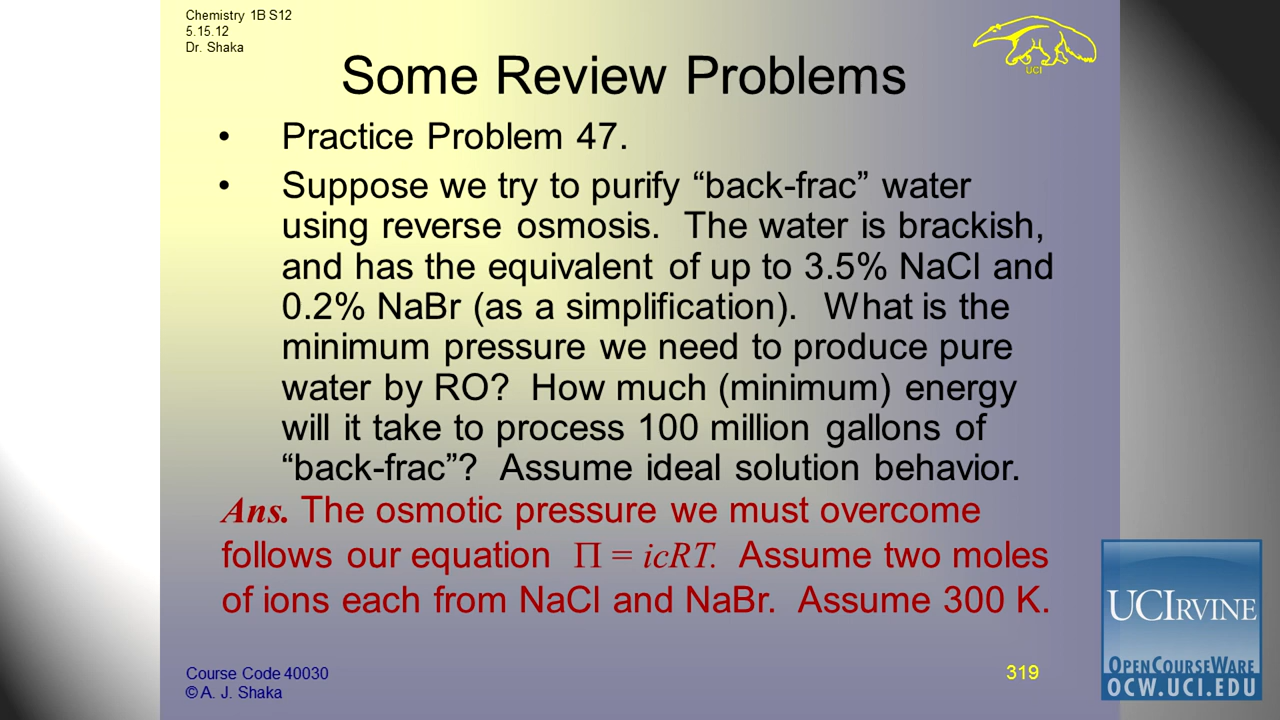 Chemistry 1B S12
5.15.12
Dr. Shaka
UCI
Some Review Problems
• Practice Problem 47.
• Suppose we try to purify “back-frac” water
using reverse osmosis. The water is brackish,
and has the equivalent of up to 3.5% NaCl and
0.2% NaBr (as a simplification). What is the
minimum pressure we need to produce pure
water by RO? How much (minimum) energy
will it take to process 100 million gallons of
“back-frac”? Assume ideal solution behavior.
Ans. The osmotic pressure we must overcome
follows our equation Π = icRT. Assume two moles
of ions each from NaCl and NaBr. Assume 300 K.
Course Code 40030
© A. J. Shaka
319
UCIRVINE
OPENCOURSEWARE
OCW.UCI.EDU